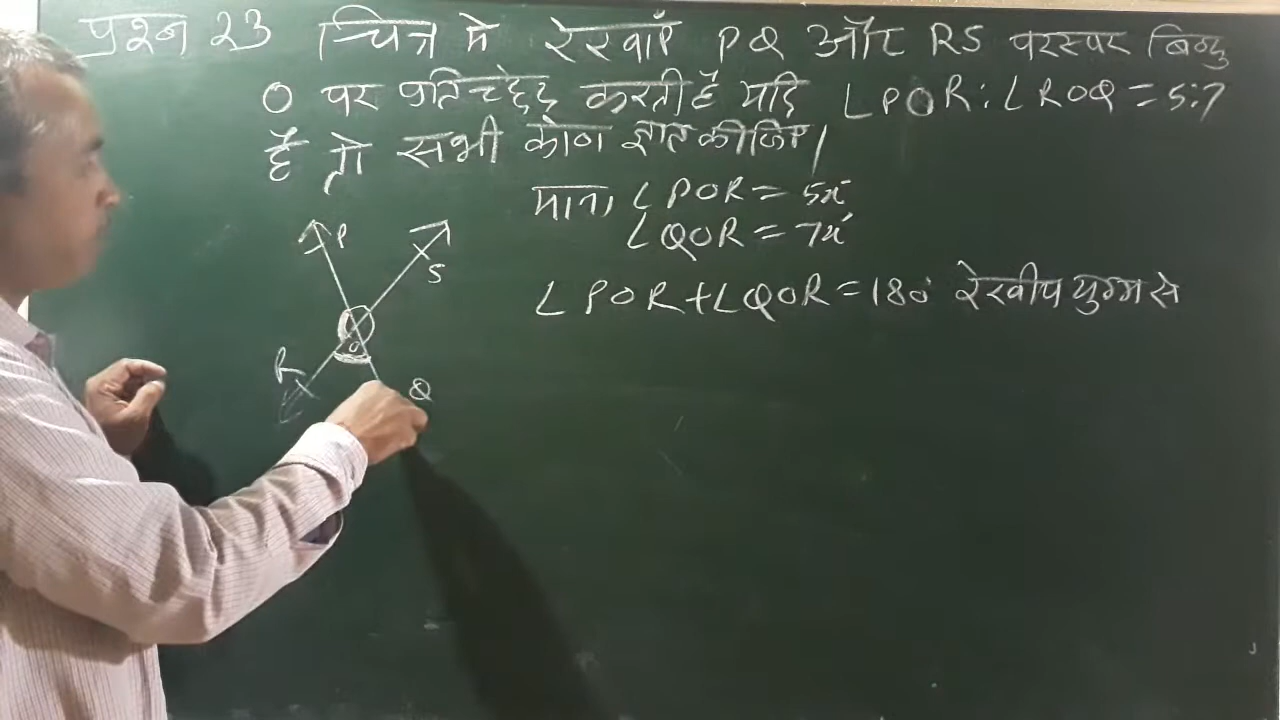 प्रश्न 23 चित्र मे रेखाएँ PQ और RS परस्पर बिन्दु
O पर प्रतिच्छेद करती है यदि ∠POR:∠ROQ=5:7
है तो सभी कोण ज्ञात कीजिए।
माना ∠POR=5x°
∠QOR=7x°
∠POR+∠QOR=180° रेखीय युग्म से
P
S
O
R
Q